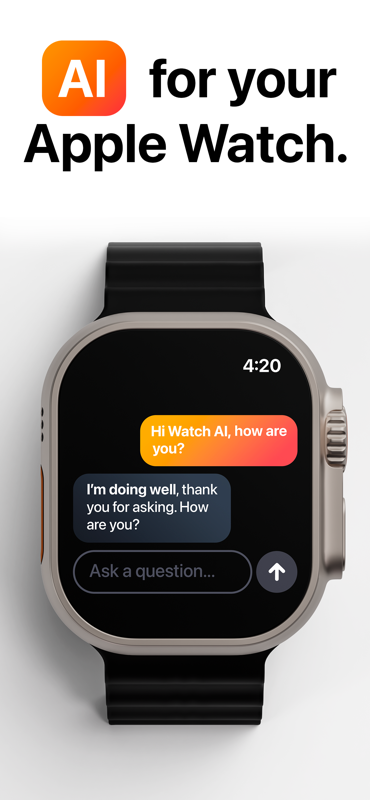 AI for your
Apple Watch.
4:20
Hi Watch AI, how are
you?
I'm doing well, thank
you for asking. How
are you?
Ask a question...